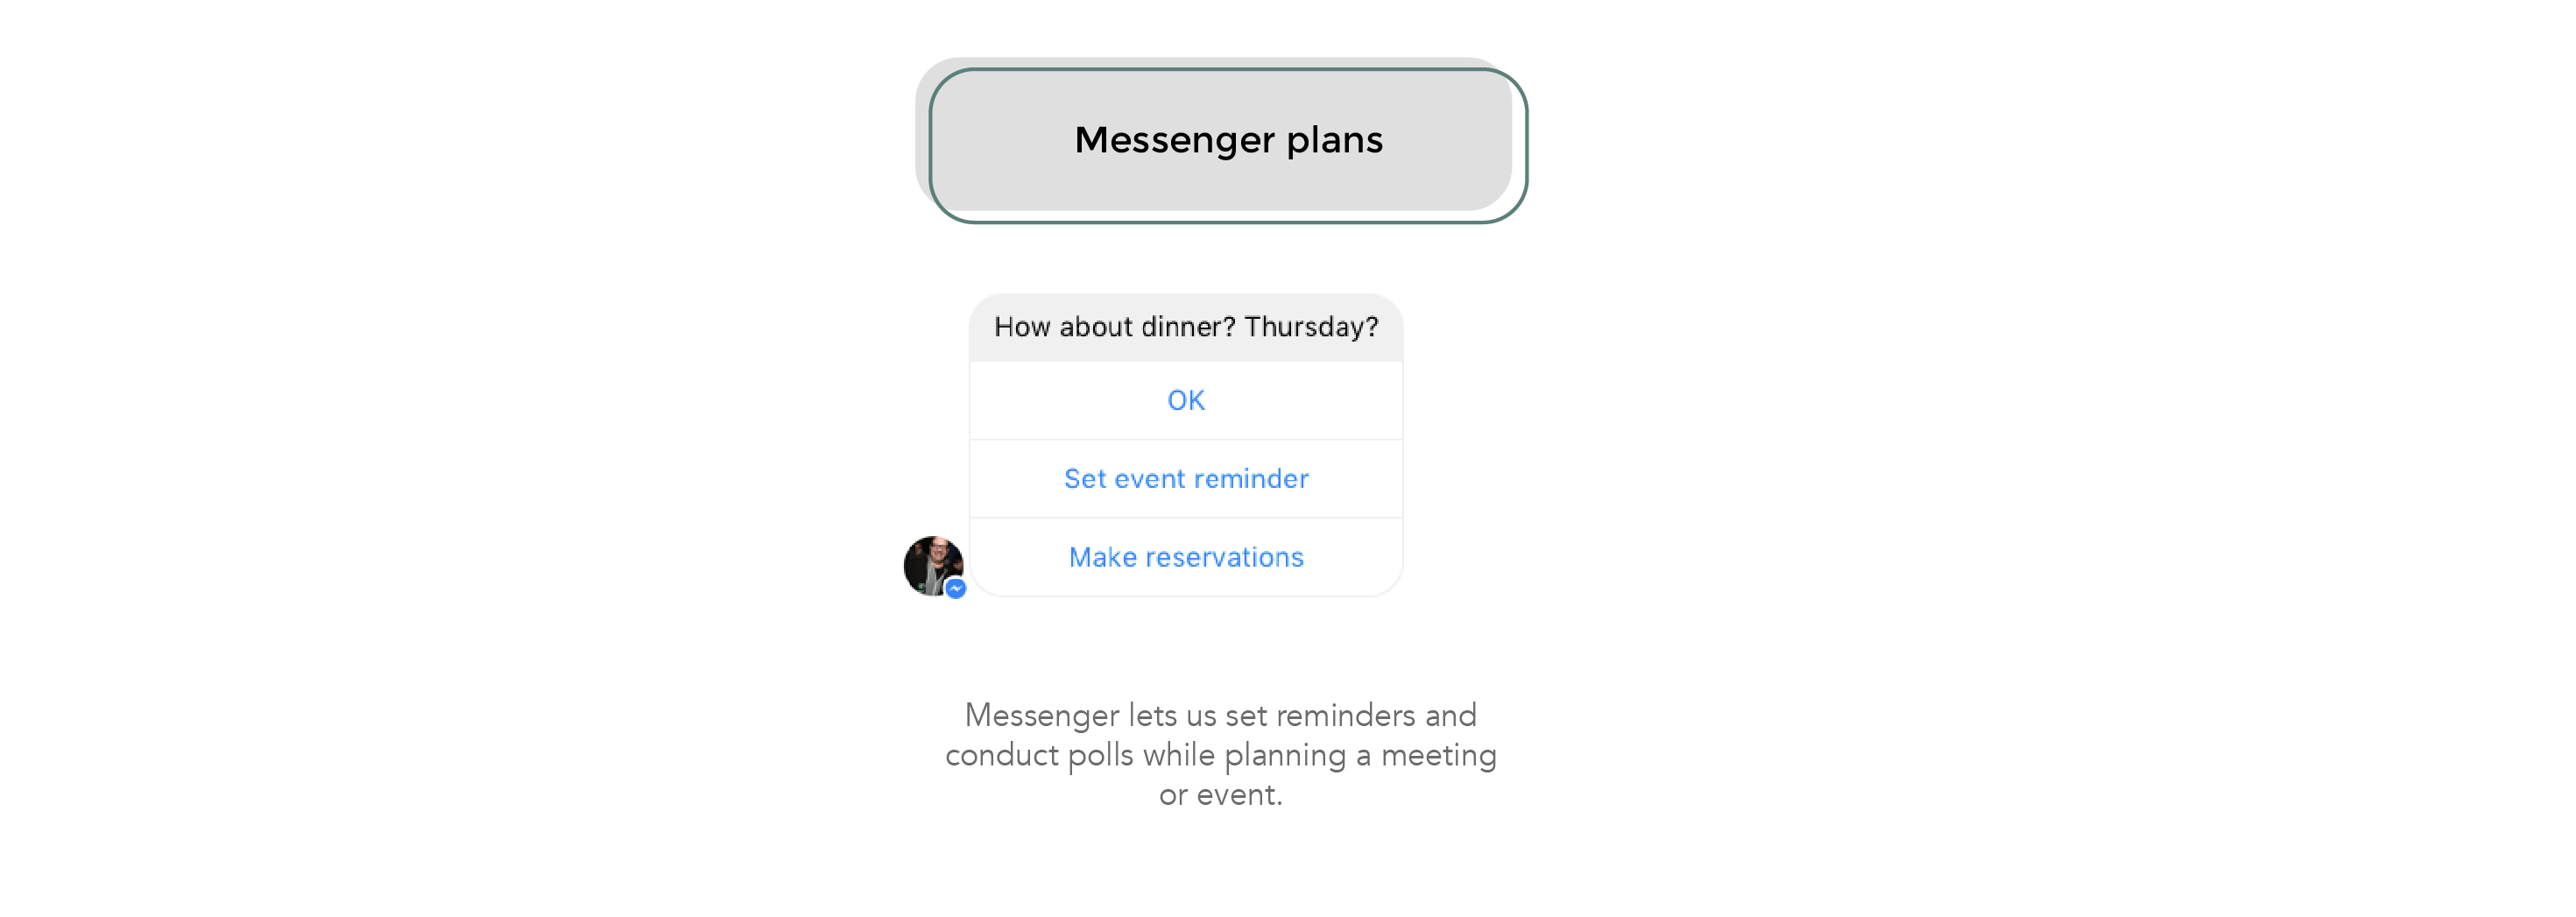 Messenger plans
How about dinner? Thursday?
OK
Set event reminder
Make reservations
Messenger lets us set reminders and
conduct polls while planning a meeting
or event.